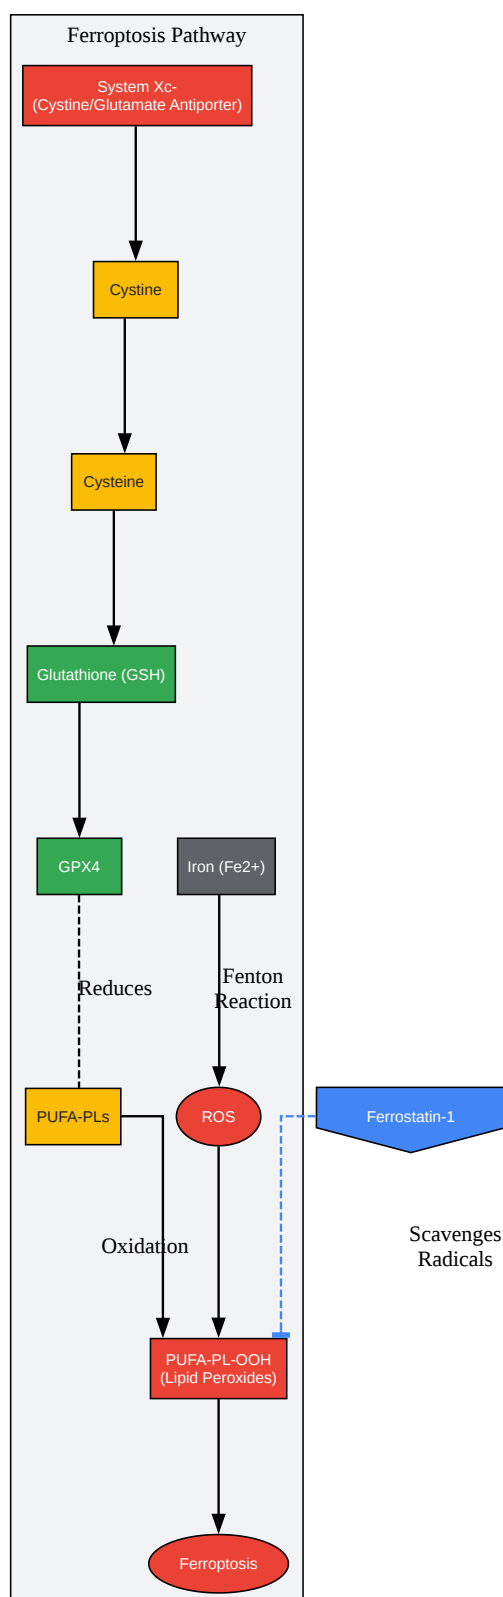 Ferroptosis Pathway
System Xc-
(Cystine/Glutamate Antiporter)
Cystine
Cysteine
Glutathione (GSH)
GPX4
Iron (Fe2+)
Reduces
Fenton
Reaction
PUFA-PLs
ROS
Ferrostatin-1
Oxidation
Scavenges
Radicals
PUFA-PL-OOH
(Lipid Peroxides)
Ferroptosis